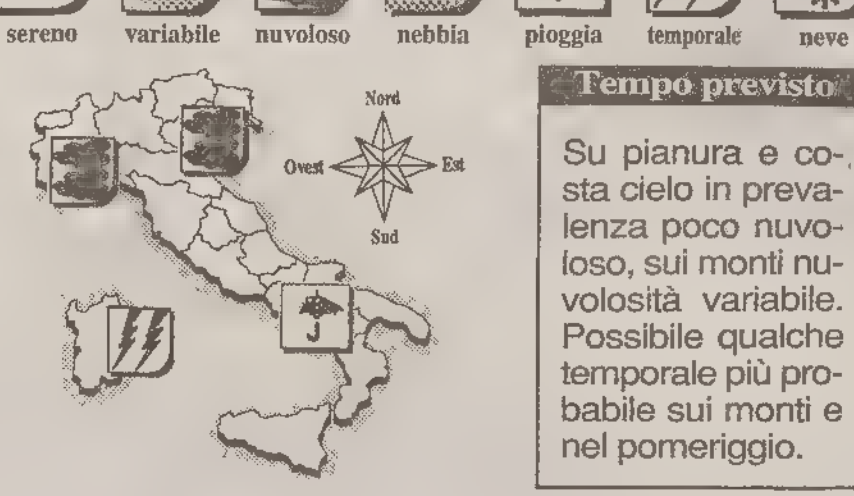 sereno variabile nuvoloso nebbia pioggia temporale neve
Nord
Ovest Est
Sud
Tempo previsto
Su pianura e co-
sta cielo in preva-
lenza poco nuvo-
loso, sui monti nu-
volosità variabile.
Possibile qualche
temporale più pro-
babile sui monti e
nel pomeriggio.